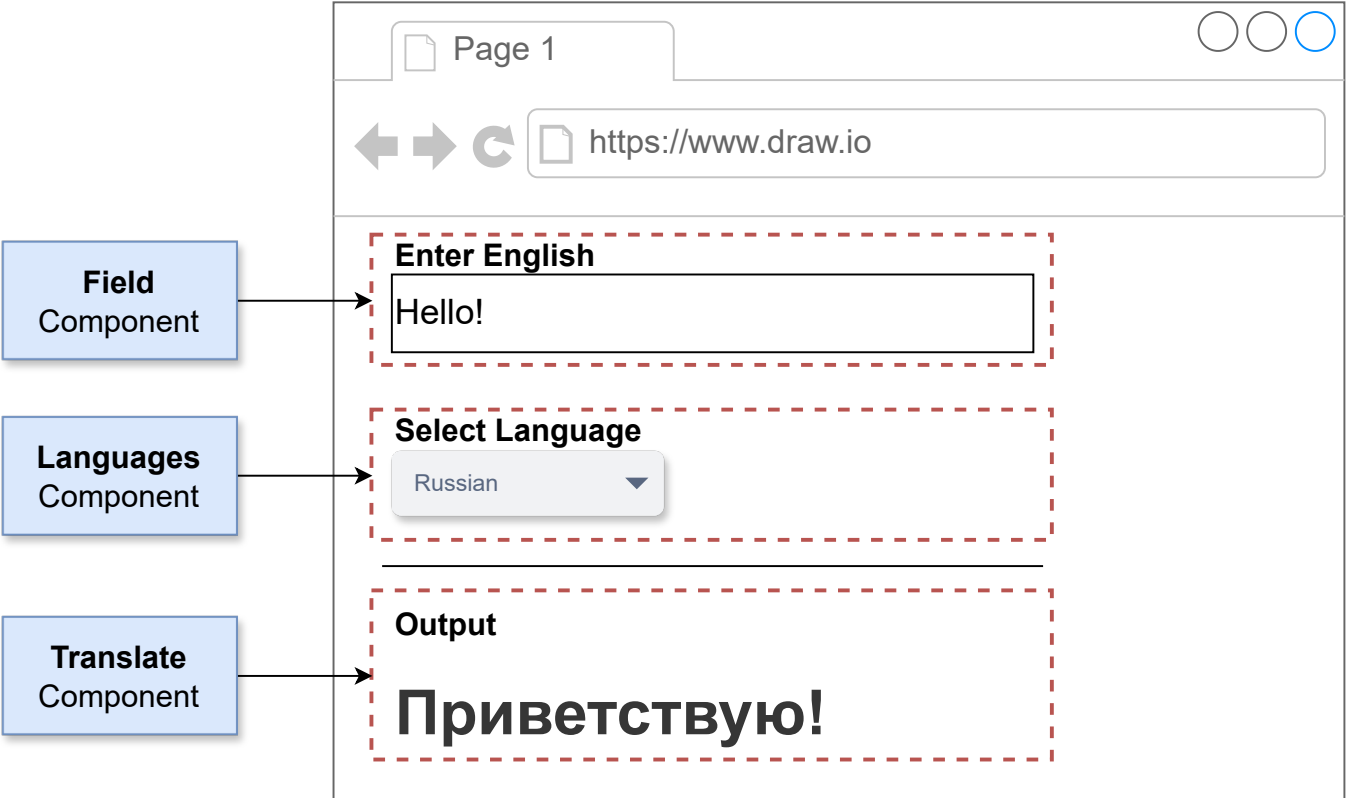 Page 1
https://www.draw.io
Field
Component
Enter English
Hello!
Languages
Component
Select Language
Russian
Translate
Component
Output
Приветствую!